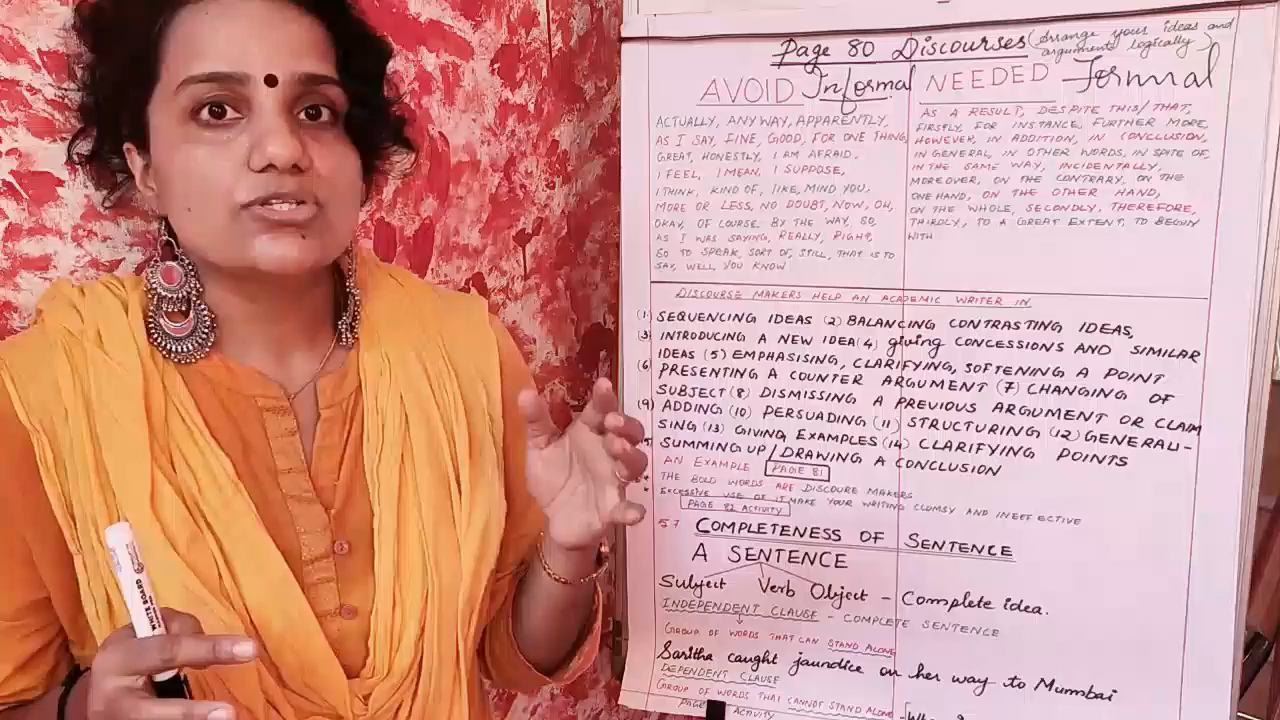 Page 80 Discourses (Arrange your ideas and
arguments logically)
AVOID Informal
ACTUALLY, ANYWAY, APPARENTLY,
AS I SAY, FINE, GOOD, FOR ONE THING,
GREAT, HONESTLY, I AM AFRAID,
I FEEL, I MEAN, I SUPPOSE,
I THINK, KIND OF, LIKE, MIND YOU,
MORE OR LESS, NO DOUBT, NOW, OH,
OKAY, OF COURSE, BY THE WAY, SO,
AS I WAS SAYING, REALLY, RIGHT,
SO TO SPEAK, SORT OF, STILL, THAT IS TO
SAY, WELL YOU KNOW
NEEDED Formal
AS A RESULT, DESPITE THIS/THAT,
FIRSTLY, FOR INSTANCE, FURTHER MORE,
HOWEVER, IN ADDITION, IN CONCLUSION,
IN GENERAL, IN OTHER WORDS, IN SPITE OF,
IN THE SAME WAY, INCIDENTALLY,
MOREOVER, ON THE CONTRARY, ON THE
ONE HAND, ON THE OTHER HAND,
ON THE WHOLE, SECONDLY, THEREFORE,
THIRDLY, TO A GREAT EXTENT, TO BEGIN
WITH
DISCOURSE MAKERS HELP AN ACADEMIC WRITER IN
(1) SEQUENCING IDEAS (2) BALANCING CONTRASTING IDEAS,
(3) INTRODUCING A NEW IDEA (4) giving CONCESSIONS AND SIMILAR
IDEAS (5) EMPHASISING, CLARIFYING, SOFTENING A POINT
(6) PRESENTING A COUNTER ARGUMENT (7) CHANGING OF
SUBJECT (8) DISMISSING A PREVIOUS ARGUMENT OR CLAIM
(9) ADDING (10) PERSUADING (11) STRUCTURING (12) GENERALI-
SING (13) GIVING EXAMPLES (14) CLARIFYING POINTS
SUMMING UP/DRAWING A CONCLUSION
AN EXAMPLE PAGE 81
* THE BOLD WORDS ARE DISCOURE MAKERS
* EXCESSIVE USE OF IT MAKE YOUR WRITING CLUMSY AND INEFFECTIVE
PAGE 82 ACTIVITY
57 COMPLETENESS OF SENTENCE
A SENTENCE
Subject Verb Object - Complete idea.
INDEPENDENT CLAUSE - COMPLETE SENTENCE
GROUP OF WORDS THAT CAN STAND ALONE
Saritha caught jaundice on her way to Mumbai
DEPENDENT CLAUSE
GROUP OF WORDS THAT CANNOT STAND ALONE